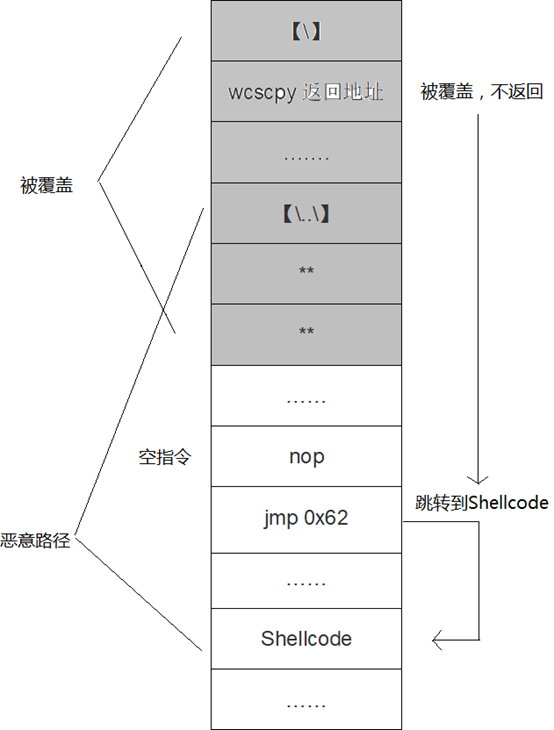 【\】
wcscpy 返回地址
被覆盖，不返回
.......
被覆盖
【\..\】
**
**
......
空指令
nop
跳转到Shellcode
jmp 0x62
恶意路径
......
Shellcode
......